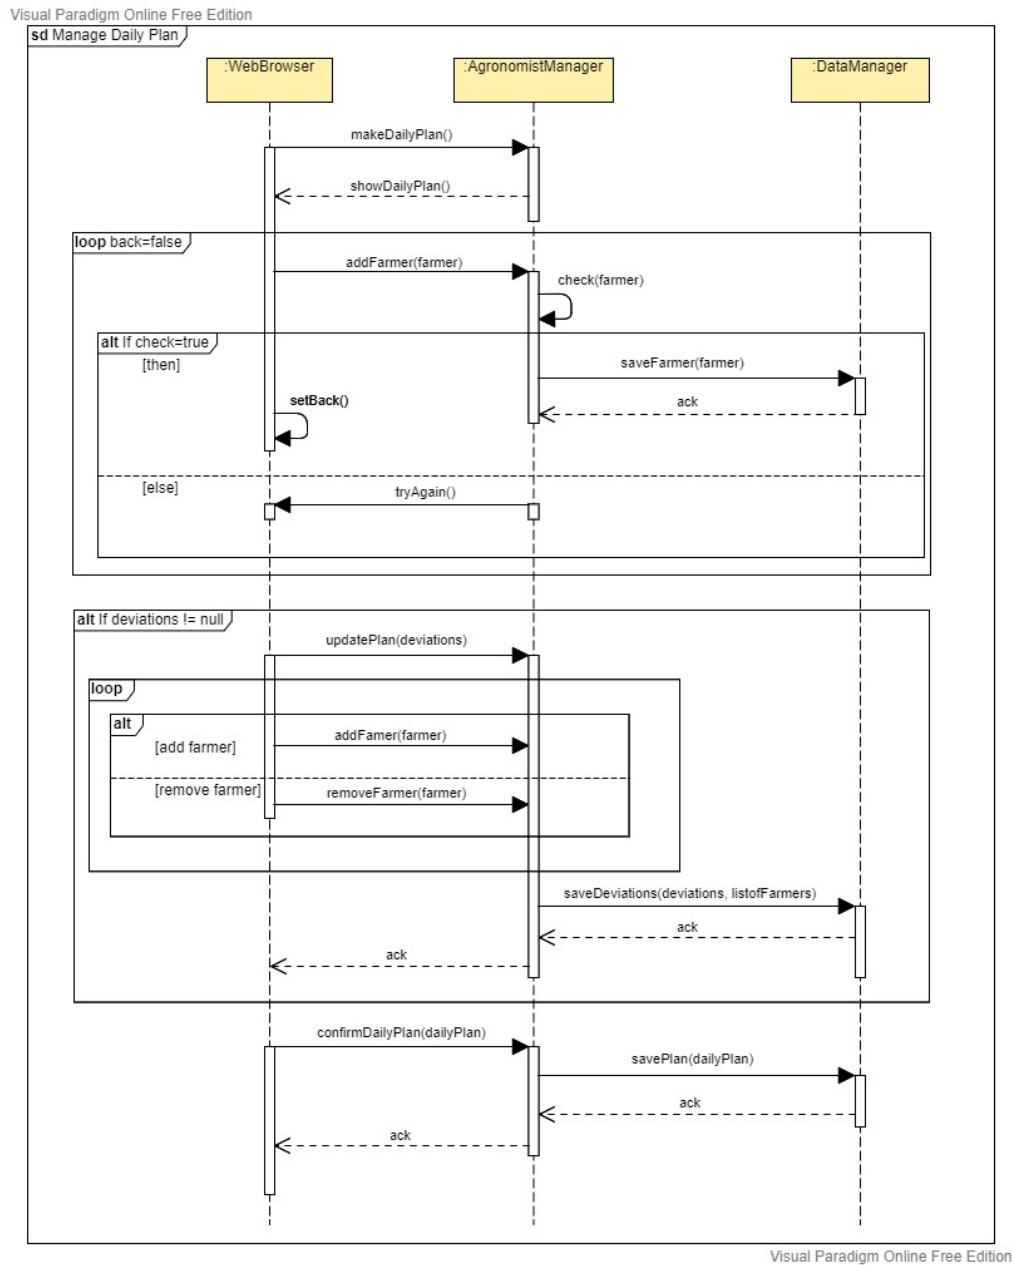 Visual Paradigm Online Free Edition
sd Manage Daily Plan
:WebBrowser
:AgronomistManager
:DataManager
makeDailyPlan()
showDailyPlan()
loop back=false
addFarmer(farmer)
check(farmer)
alt If check=true
[then]
saveFarmer(farmer)
setBack()
ack
[else]
tryAgain()
alt If deviations != null
updatePlan(deviations)
loop
alt
addFamer(farmer)
[add farmer]
[remove farmer]
removeFarmer(farmer)
saveDeviations(deviations, listofFarmers)
ack
ack
confirmDailyPlan(dailyPlan)
savePlan(dailyPlan)
ack
ack
Visual Paradigm Online Free Edition